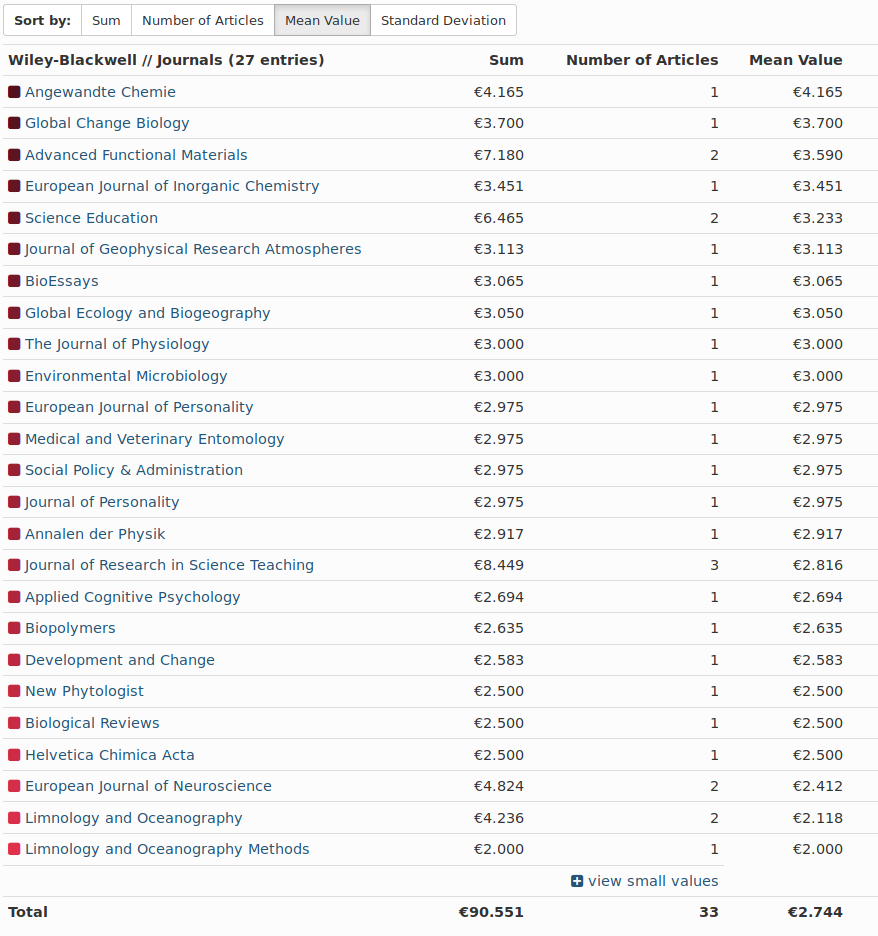 Sort by: Sum Number of Articles Mean Value Standard Deviation
Wiley-Blackwell // Journals (27 entries) Sum Number of Articles Mean Value
Angewandte Chemie €4.165 1 €4.165
Global Change Biology €3.700 1 €3.700
Advanced Functional Materials €7.180 2 €3.590
European Journal of Inorganic Chemistry €3.451 1 €3.451
Science Education €6.465 2 €3.233
Journal of Geophysical Research Atmospheres €3.113 1 €3.113
BioEssays €3.065 1 €3.065
Global Ecology and Biogeography €3.050 1 €3.050
The Journal of Physiology €3.000 1 €3.000
Environmental Microbiology €3.000 1 €3.000
European Journal of Personality €2.975 1 €2.975
Medical and Veterinary Entomology €2.975 1 €2.975
Social Policy & Administration €2.975 1 €2.975
Journal of Personality €2.975 1 €2.975
Annalen der Physik €2.917 1 €2.917
Journal of Research in Science Teaching €8.449 3 €2.816
Applied Cognitive Psychology €2.694 1 €2.694
Biopolymers €2.635 1 €2.635
Development and Change €2.583 1 €2.583
New Phytologist €2.500 1 €2.500
Biological Reviews €2.500 1 €2.500
Helvetica Chimica Acta €2.500 1 €2.500
European Journal of Neuroscience €4.824 2 €2.412
Limnology and Oceanography €4.236 2 €2.118
Limnology and Oceanography Methods €2.000 1 €2.000
view small values
Total €90.551 33 €2.744